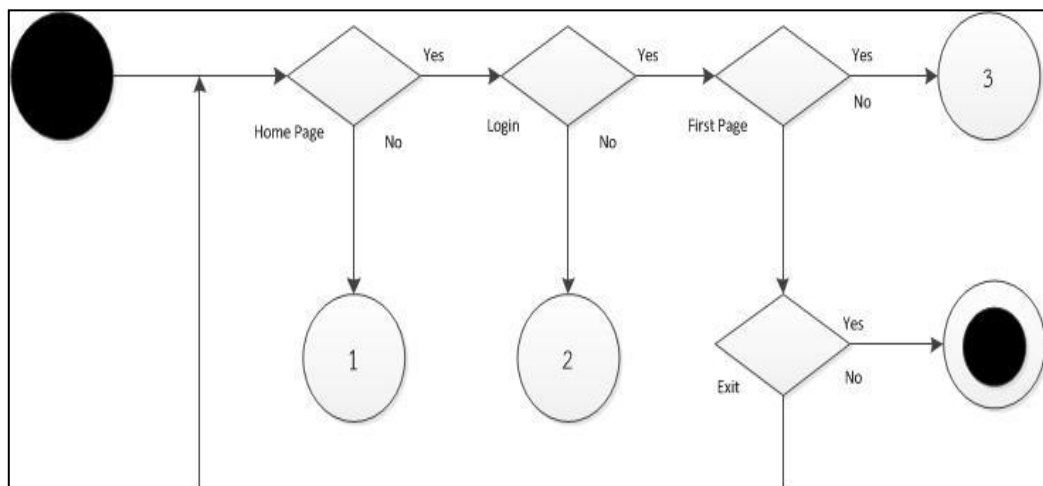 Yes
Yes
Yes
3
No
Home Page
Login
First Page
No
No
1
2
Yes
Exit
No